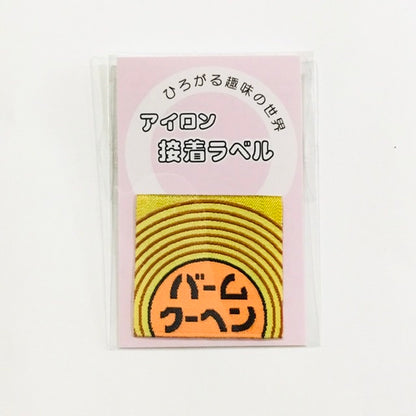 ひろがる趣味の世界
アイロン
接着ラベル
バーム
クーヘン